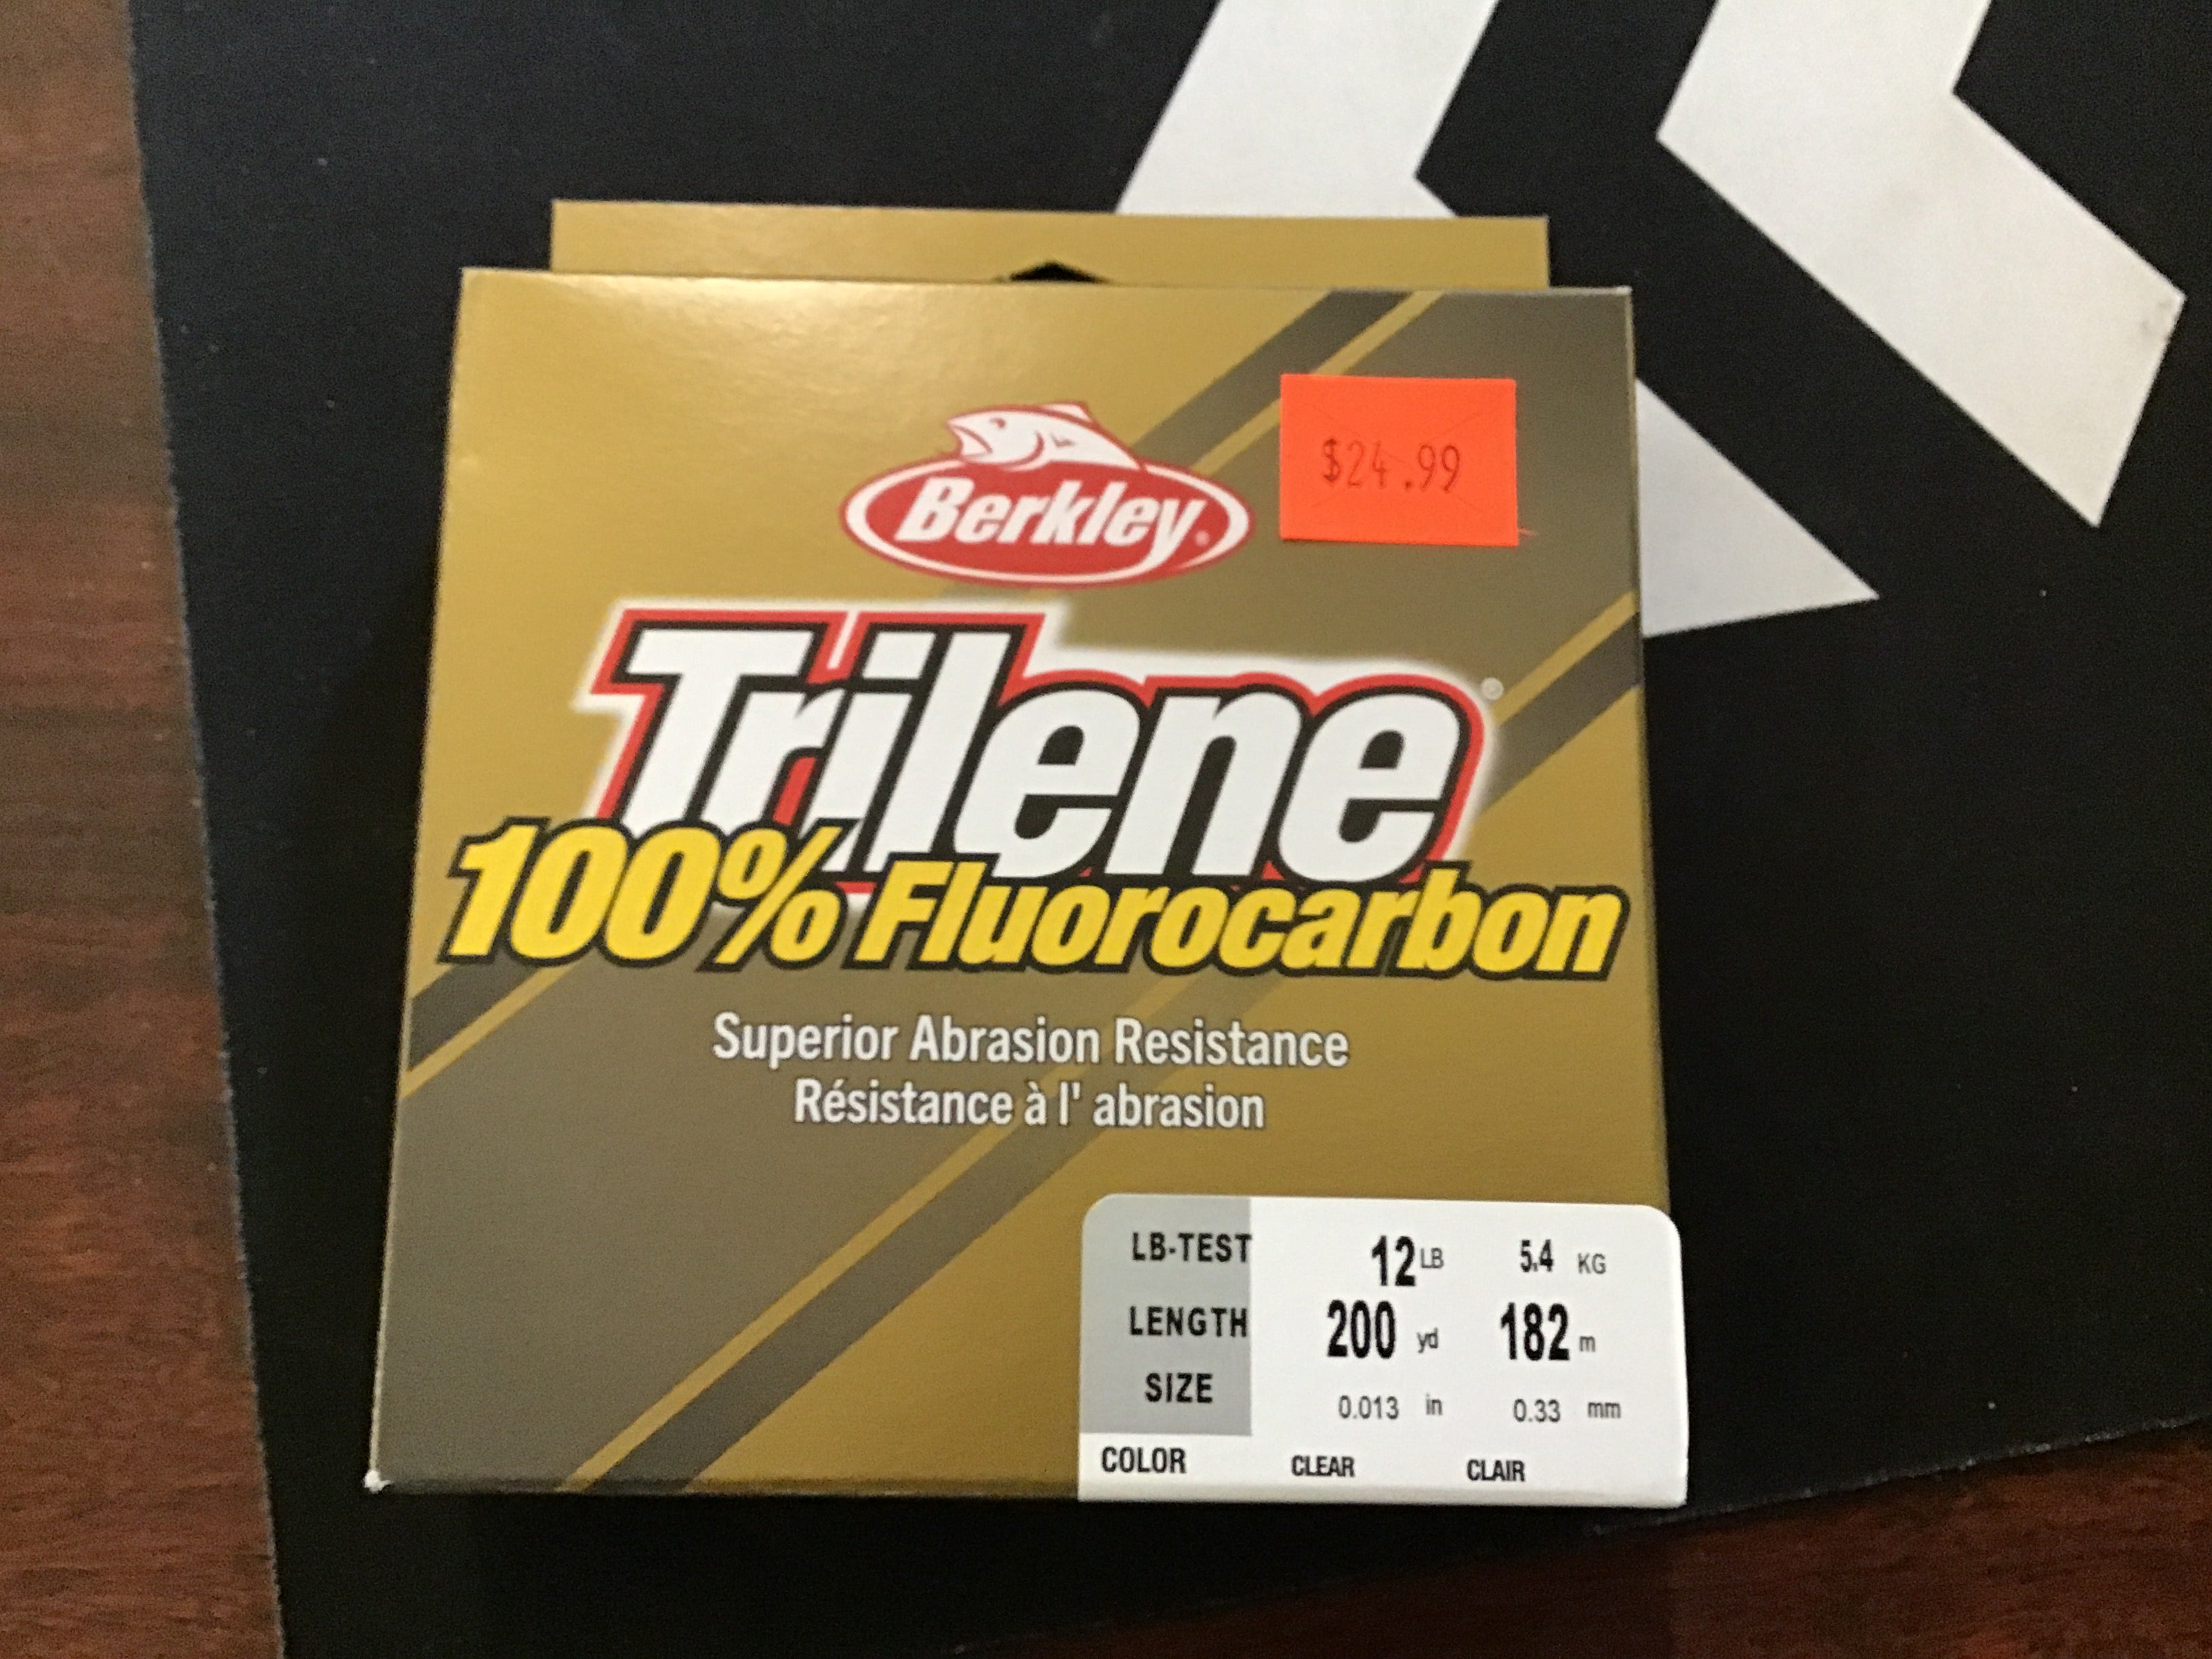 Berkley®
$24.99
Trilene®
100% Fluorocarbon
Superior Abrasion Resistance
Résistance à l' abrasion
LB-TEST 12 LB 5.4 KG
LENGTH 200 yd 182 m
SIZE 0.013 in 0.33 mm
COLOR CLEAR CLAIR